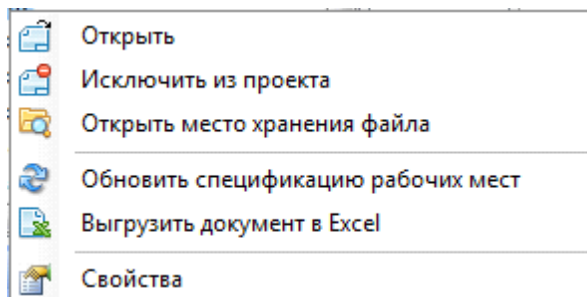 Открыть
Исключить из проекта
Открыть место хранения файла
Обновить спецификацию рабочих мест
Выгрузить документ в Excel
Свойства